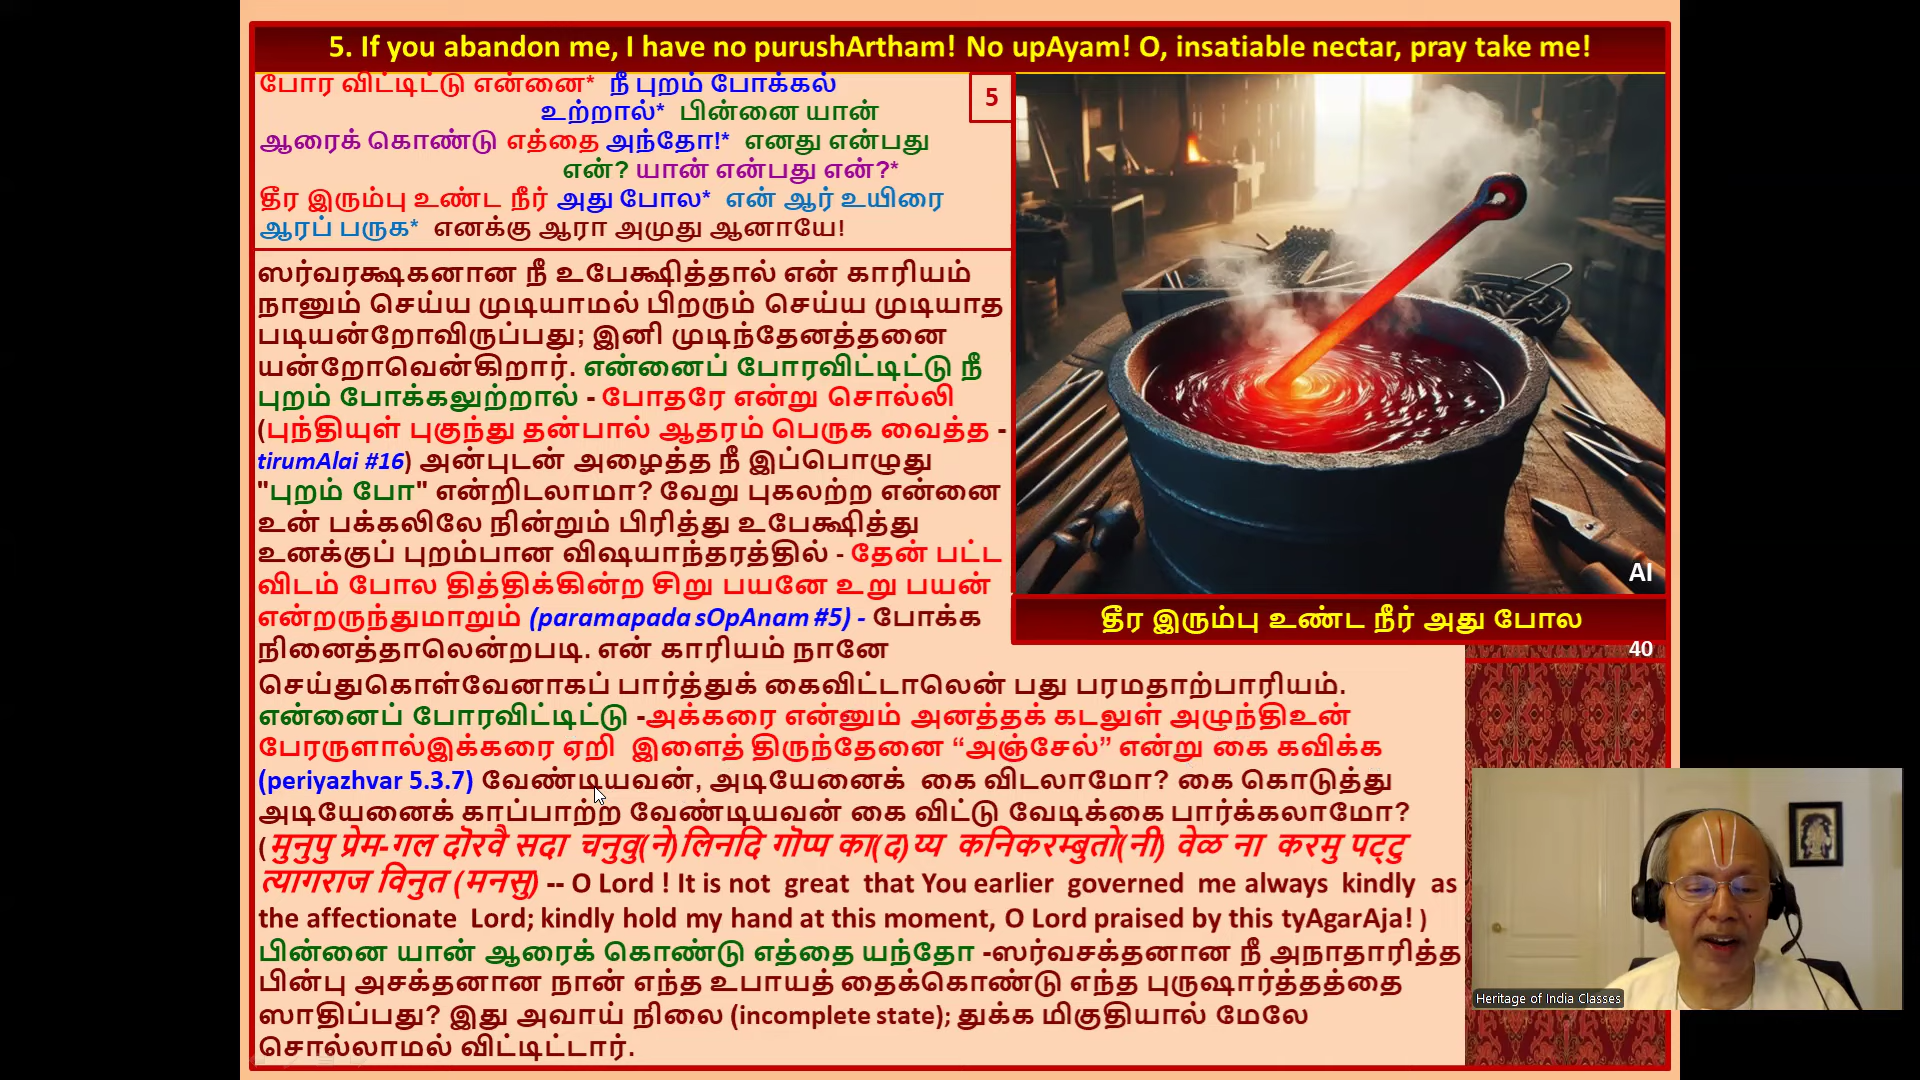 5. If you abandon me, I have no purushArtham! No upAyam! O, insatiable nectar, pray take me!
போர விட்டிட்டு என்னை* நீ புறம் போக்கல்
உற்றால்* பின்னை யான்
ஆரைக் கொண்டு எத்தை அந்தோ!* எனது என்பது
என்? யான் என்பது என்?*
தீர இரும்பு உண்ட நீர் அது போல* என் ஆர் உயிரை
ஆரப் பருக* எனக்கு ஆரா அமுது ஆனாயே!
5
ஸர்வரக்ஷகனான நீ உபேக்ஷித்தால் என் காரியம்
நானும் செய்ய முடியாமல் பிறரும் செய்ய முடியாத
படியன்றோவிருப்பது; இனி முடிந்தேனத்தனை
யன்றோவென்கிறார். என்னைப் போரவிட்டிட்டு நீ
புறம் போக்கலுற்றால் - போதரே என்று சொல்லி
(புந்தியுள் புகுந்து தன்பால் ஆதரம் பெருக வைத்த -
tirumAlai #16) அன்புடன் அழைத்த நீ இப்பொழுது
"புறம் போ" என்றிடலாமா? வேறு புகலற்ற என்னை
உன் பக்கலிலே நின்றும் பிரித்து உபேக்ஷித்து
உனக்குப் புறம்பான விஷயாந்தரத்தில் - தேன் பட்ட
விடம் போல தித்திக்கின்ற சிறு பயனே உறு பயன்
என்றருந்துமாறும் (paramapada sOpAnam #5) - போக்க
நினைத்தாலென்றபடி. என் காரியம் நானே
செய்துகொள்வேனாகப் பார்த்துக் கைவிட்டாலென் பது பரமதாற்பாரியம்.
என்னைப் போரவிட்டிட்டு -அக்கரை என்னும் அனத்தக் கடலுள் அழுந்திஉன்
பேரருளால்இக்கரை ஏறி இளைத் திருந்தேனை “அஞ்சேல்” என்று கை கவிக்க
(periyazhvar 5.3.7) வேண்டியவன், அடியேனைக் கை விடலாமோ? கை கொடுத்து
அடியேனைக் காப்பாற்ற வேண்டியவன் கை விட்டு வேடிக்கை பார்க்கலாமோ?
(मुनुपु प्रेम-गल दॊरवै सदा चनुवु(ने)लिनदि गॊप्प का(द)य्य कनिकरम्बुतो(नी) वेळ ना करमु पट्टु
त्यागराज विनुत (मनसु) -- O Lord ! It is not great that You earlier governed me always kindly as
the affectionate Lord; kindly hold my hand at this moment, O Lord praised by this tyAgarAja! )
பின்னை யான் ஆரைக் கொண்டு எத்தை யந்தோ -ஸர்வசக்தனான நீ அநாதாரித்த
பின்பு அசக்தனான நான் எந்த உபாயத் தைக்கொண்டு எந்த புருஷார்த்தத்தை
ஸாதிப்பது? இது அவாய் நிலை (incomplete state); துக்க மிகுதியால் மேலே
சொல்லாமல் விட்டிட்டார்.
AI
தீர இரும்பு உண்ட நீர் அது போல
40
Heritage of India Classes